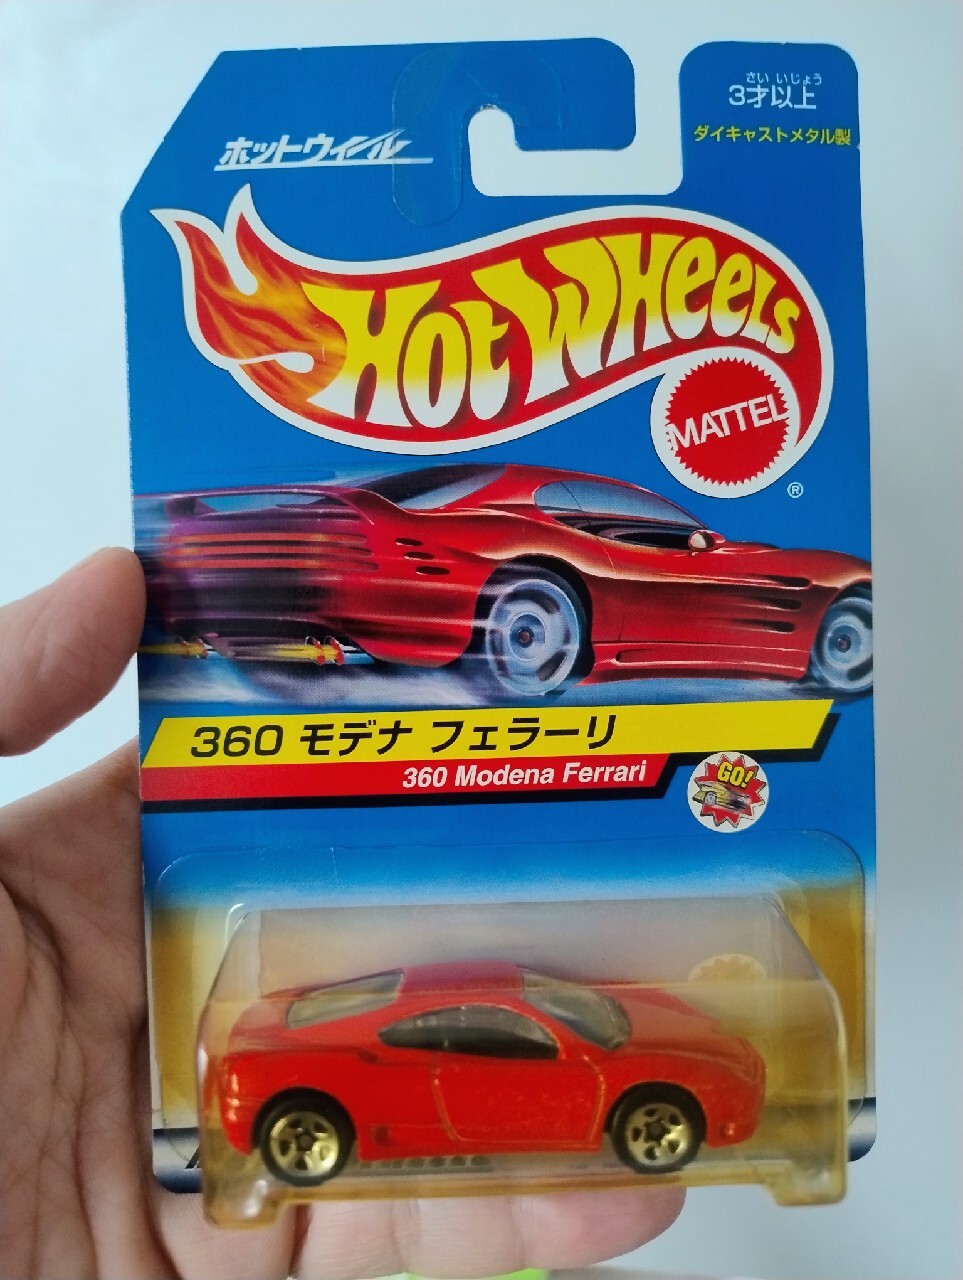 さい いじょう
3才以上
ダイキャストメタル製
ホットウィール
HOT WHEELS
MATTEL
®
360 モデナ フェラーリ
360 Modena Ferrari
GO!